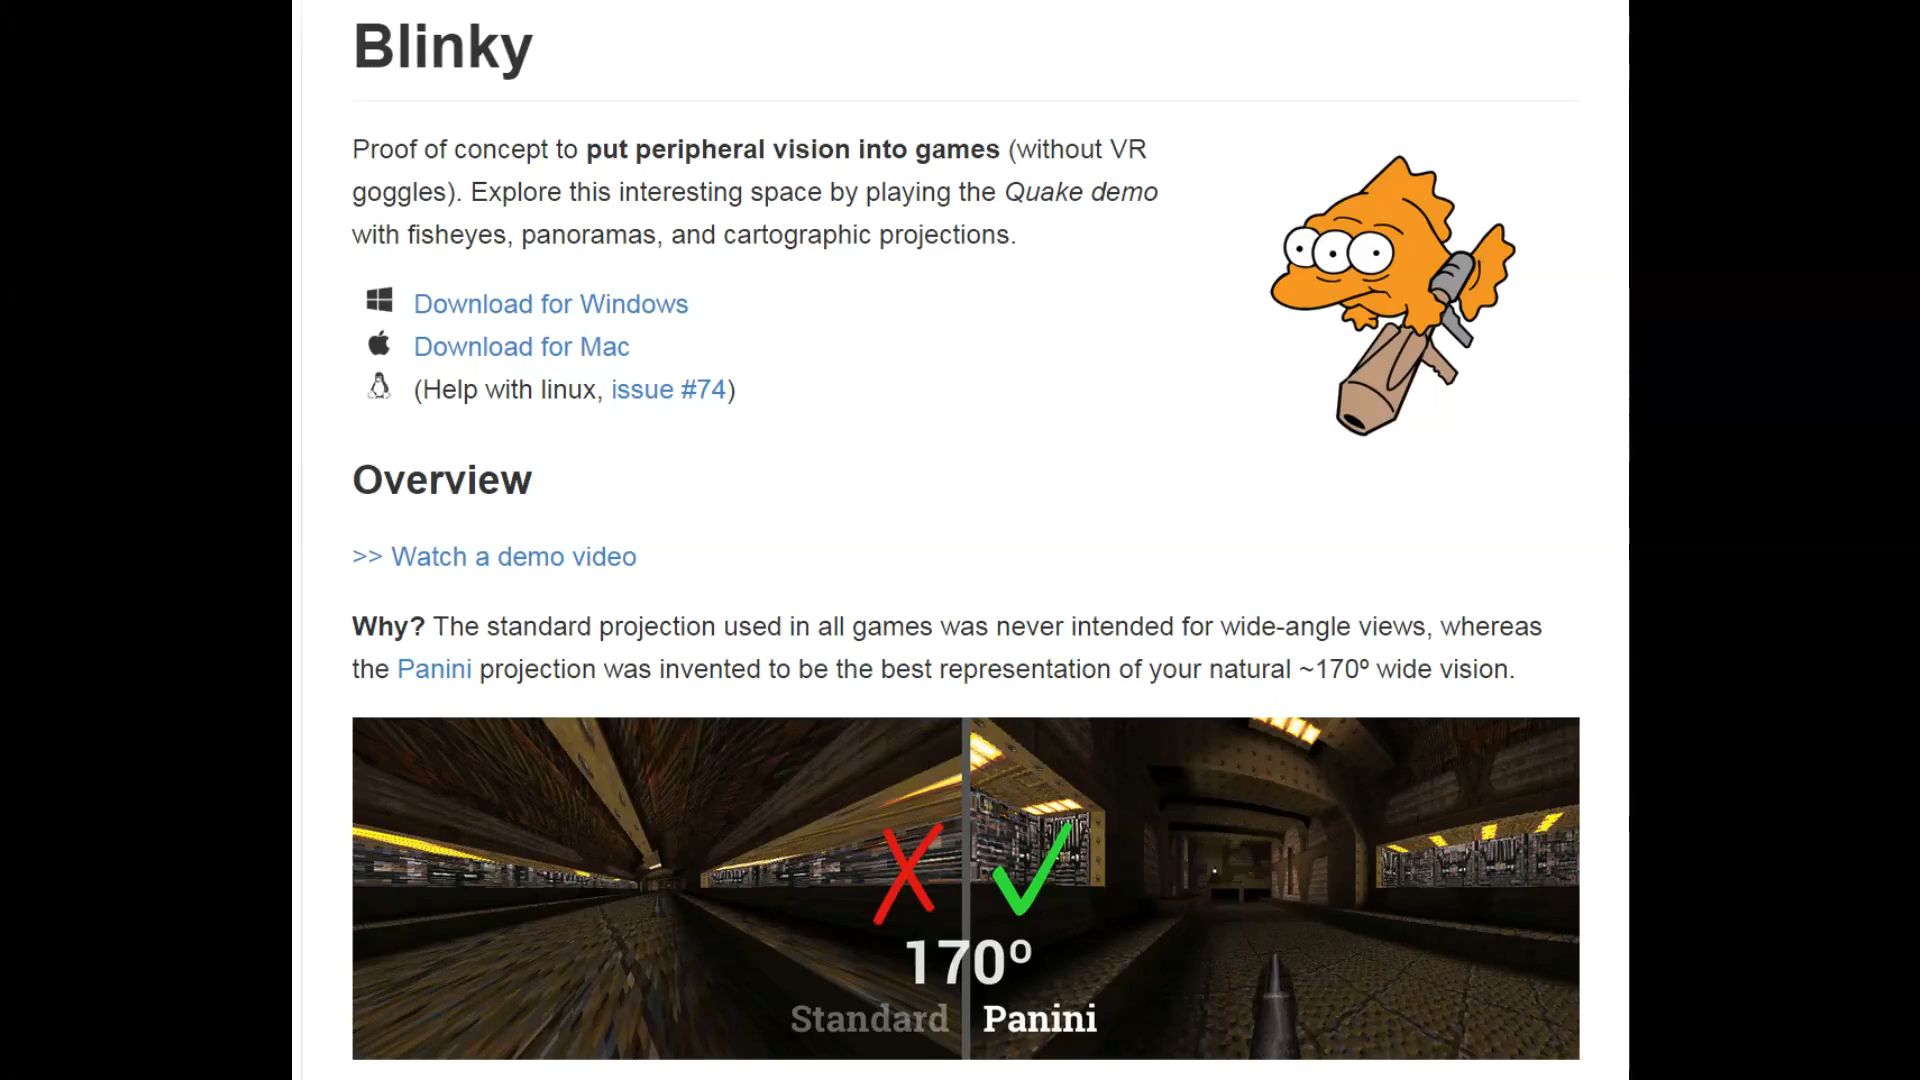 Blinky
Proof of concept to put peripheral vision into games (without VR
goggles). Explore this interesting space by playing the Quake demo
with fisheyes, panoramas, and cartographic projections.
Download for Windows
Download for Mac
(Help with linux, issue #74)
Overview
>> Watch a demo video
Why? The standard projection used in all games was never intended for wide-angle views, whereas
the Panini projection was invented to be the best representation of your natural ~170º wide vision.
170º
Standard Panini